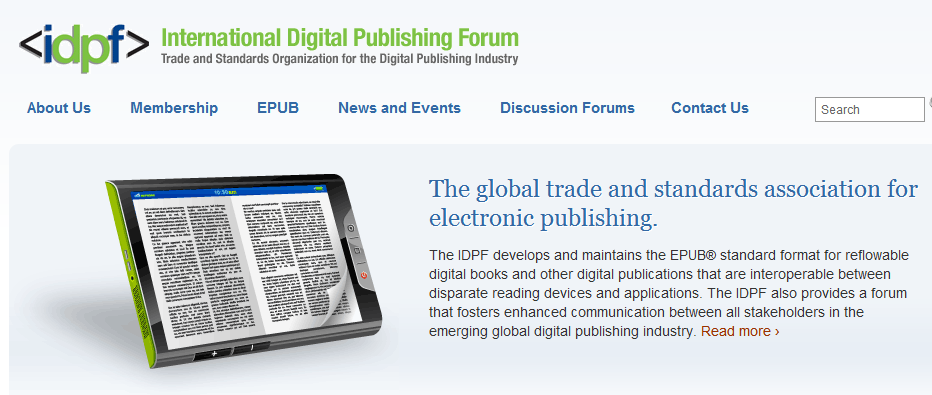 <idpf>
International Digital Publishing Forum
Trade and Standards Organization for the Digital Publishing Industry
About Us Membership EPUB News and Events Discussion Forums Contact Us
Search
The global trade and standards association for
electronic publishing.
The IDPF develops and maintains the EPUB® standard format for reflowable
digital books and other digital publications that are interoperable between
disparate reading devices and applications. The IDPF also provides a forum
that fosters enhanced communication between all stakeholders in the
emerging global digital publishing industry. Read more ›